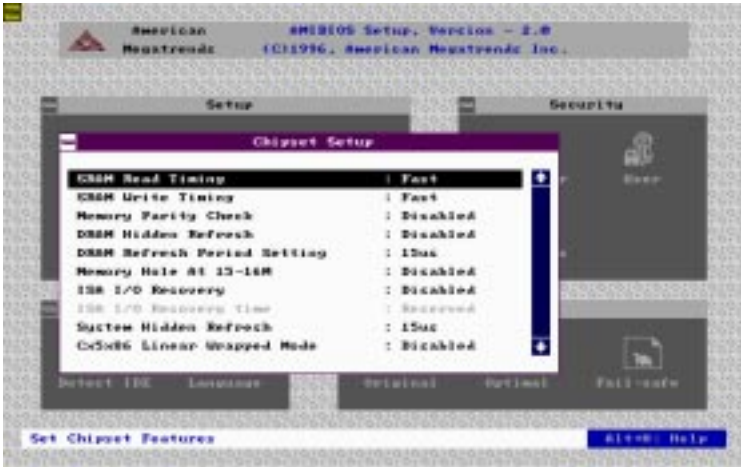 American
Megatrends
AMIBIOS Setup, Version - 2.0
(C)1996, American Megatrends Inc.
Setup
Security
Chipset Setup
SRAM Read Timing : Fast
SRAM Write Timing : Fast
Memory Parity Check : Disabled
DRAM Hidden Refresh : Disabled
DRAM Refresh Period Setting : 15us
Memory Hole At 15-16M : Disabled
ISA I/O Recovery : Disabled
ISA I/O Recovery time : Reserved
System Hidden Refresh : 15us
Cx5x86 Linear Wrapped Mode : Disabled
User
Detect IDE Language Original Optimal Fail-safe
Set Chipset Features
Alt+H: Help